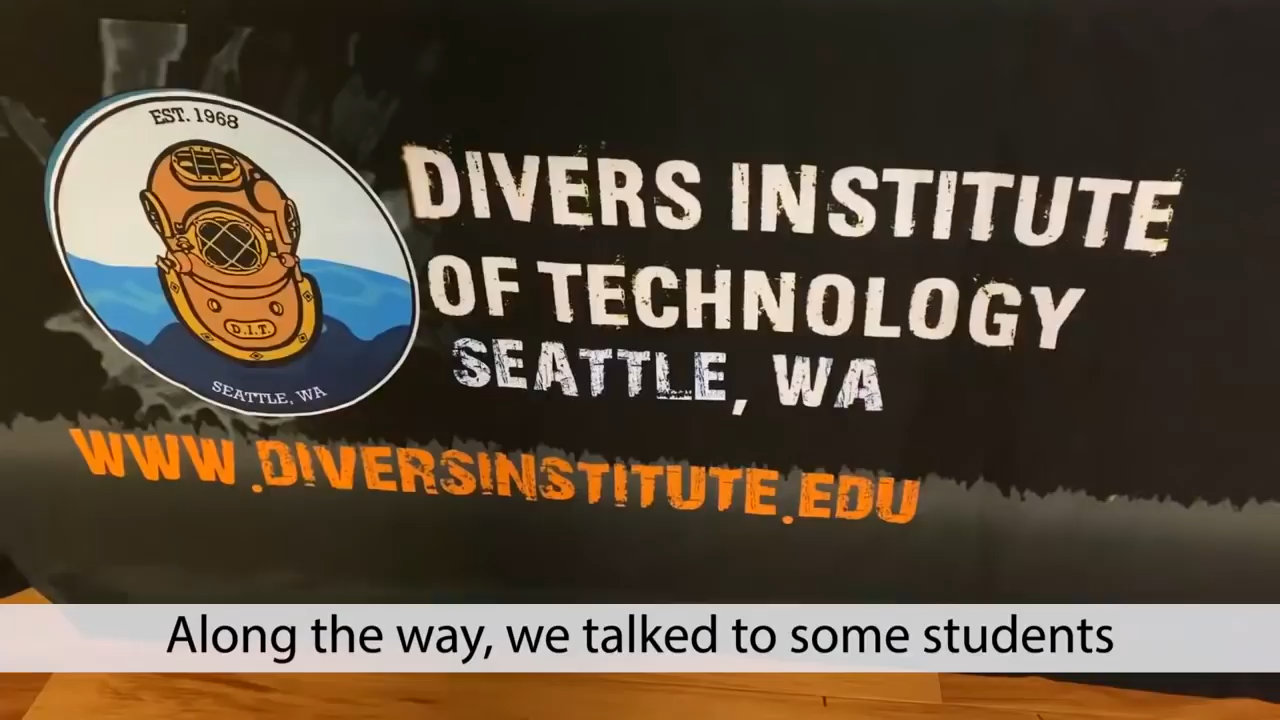 EST. 1968
D.I.T.
SEATTLE, WA
DIVERS INSTITUTE
OF TECHNOLOGY
SEATTLE, WA
WWW.DIVERSINSTITUTE.EDU
Along the way, we talked to some students